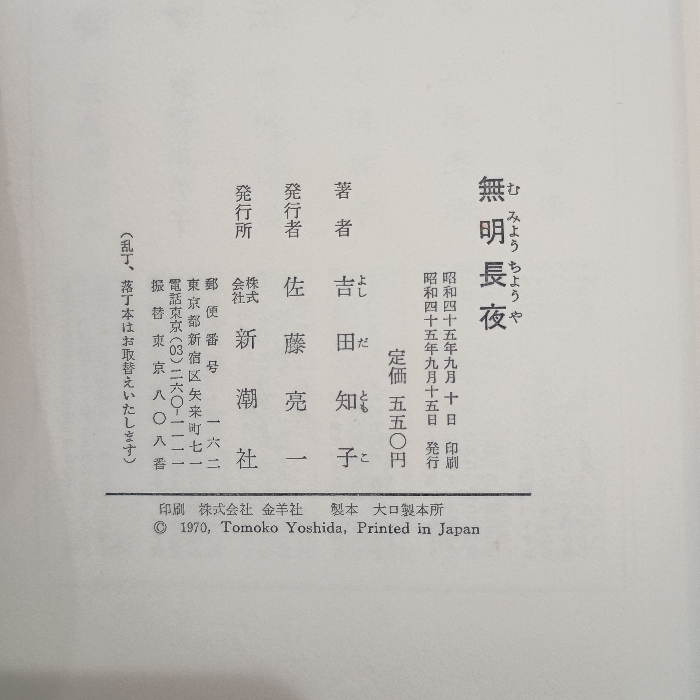 無明長夜
むみようちようや
昭和四十五年九月十日 印刷
昭和四十五年九月十五日 発行
定価 五五〇円
著者 吉田知子
よしだともこ
発行者 佐藤亮一
発行所 株式会社 新潮社
郵便番号 一六二
東京都新宿区矢来町七一
電話東京(03)二六〇-一一一一
振替東京八〇八番
(乱丁、落丁本はお取替えいたします)
印刷 株式会社 金羊社 製本 大口製本所
© 1970, Tomoko Yoshida, Printed in Japan